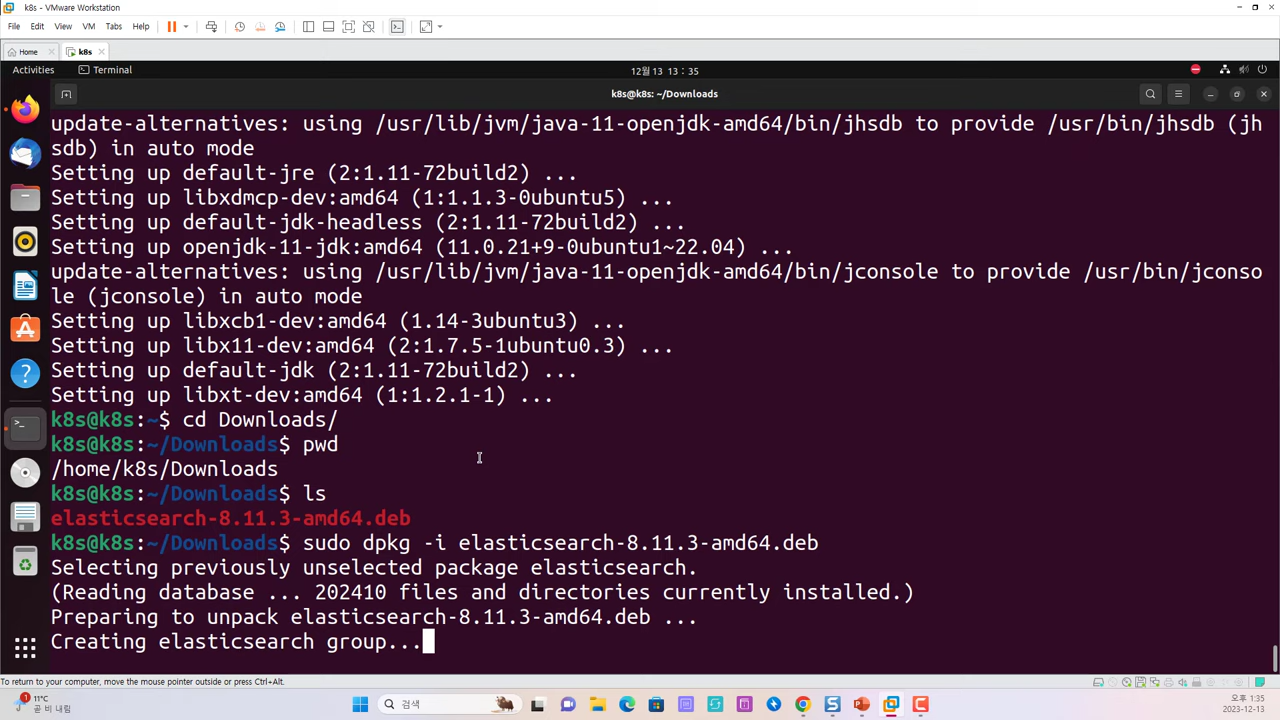 k8s - VMware Workstation
File Edit View VM Tabs Help
Home k8s
Activities Terminal 12월 13 13 : 35
k8s@k8s: ~/Downloads
update-alternatives: using /usr/lib/jvm/java-11-openjdk-amd64/bin/jhsdb to provide /usr/bin/jhsdb (jh
sdb) in auto mode
Setting up default-jre (2:1.11-72build2) ...
Setting up libxdmcp-dev:amd64 (1:1.1.3-0ubuntu5) ...
Setting up default-jdk-headless (2:1.11-72build2) ...
Setting up openjdk-11-jdk:amd64 (11.0.21+9-0ubuntu1~22.04) ...
update-alternatives: using /usr/lib/jvm/java-11-openjdk-amd64/bin/jconsole to provide /usr/bin/jconso
le (jconsole) in auto mode
Setting up libxcb1-dev:amd64 (1.14-3ubuntu3) ...
Setting up libx11-dev:amd64 (2:1.7.5-1ubuntu0.3) ...
Setting up default-jdk (2:1.11-72build2) ...
Setting up libxt-dev:amd64 (1:1.2.1-1) ...
k8s@k8s:~$ cd Downloads/
k8s@k8s:~/Downloads$ pwd
/home/k8s/Downloads
k8s@k8s:~/Downloads$ ls
elasticsearch-8.11.3-amd64.deb
k8s@k8s:~/Downloads$ sudo dpkg -i elasticsearch-8.11.3-amd64.deb
Selecting previously unselected package elasticsearch.
(Reading database ... 202410 files and directories currently installed.)
Preparing to unpack elasticsearch-8.11.3-amd64.deb ...
Creating elasticsearch group...
To return to your computer, move the mouse pointer outside or press Ctrl+Alt.
1 11°C
곧 비 내림
검색
오후 1:35
2023-12-13